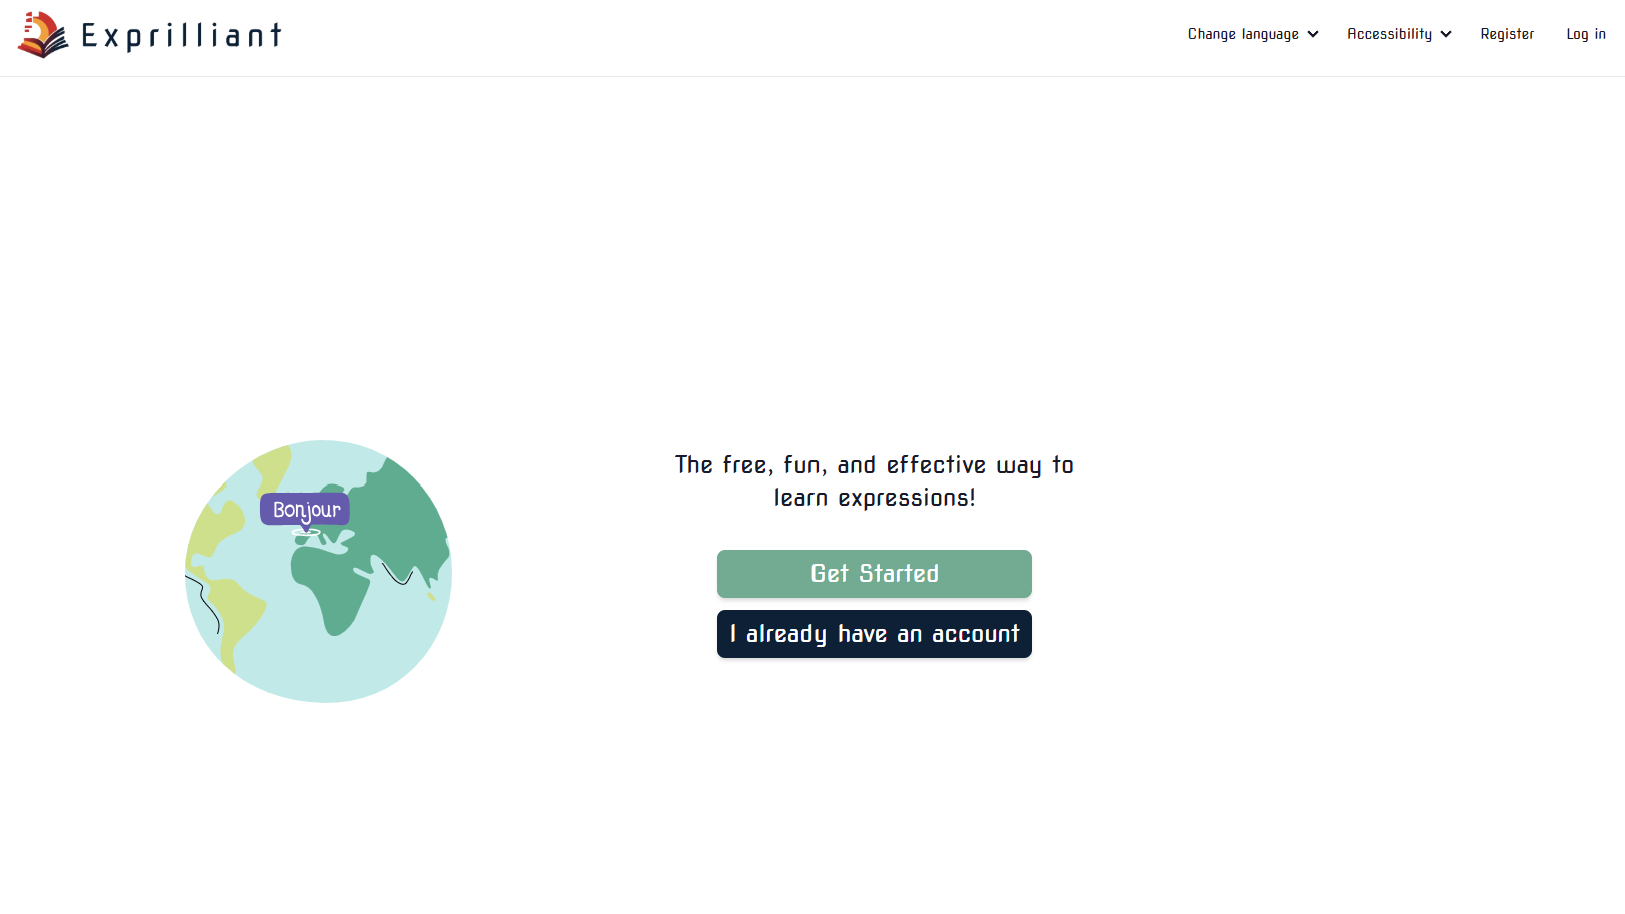 Exprilliant
Change language
Accessibility
Register
Log in
Bonjour
The free, fun, and effective way to
learn expressions!
Get Started
I already have an account